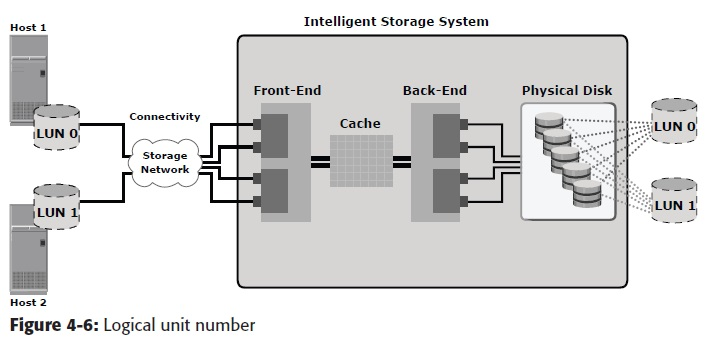 Intelligent Storage System
Host 1
LUN 0
Connectivity
Storage
Network
LUN 1
Host 2
Front-End
Cache
Back-End
Physical Disk
LUN 0
LUN 1
Figure 4-6: Logical unit number